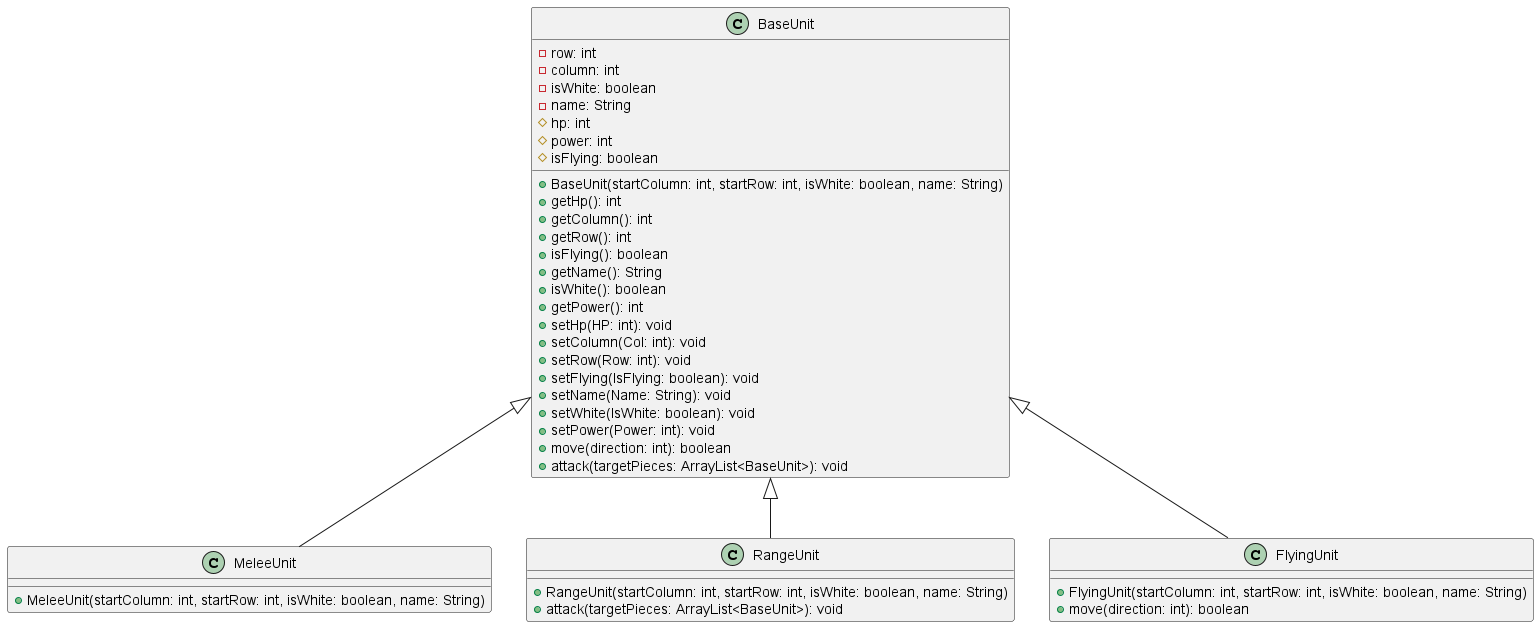 C BaseUnit
row: int
column: int
isWhite: boolean
name: String
hp: int
power: int
isFlying: boolean
BaseUnit(startColumn: int, startRow: int, isWhite: boolean, name: String)
getHp(): int
getColumn(): int
getRow(): int
isFlying(): boolean
getName(): String
isWhite(): boolean
getPower(): int
setHp(HP: int): void
setColumn(Col: int): void
setRow(Row: int): void
setFlying(IsFlying: boolean): void
setName(Name: String): void
setWhite(IsWhite: boolean): void
setPower(Power: int): void
move(direction: int): boolean
attack(targetPieces: ArrayList<BaseUnit>): void
C MeleeUnit
MeleeUnit(startColumn: int, startRow: int, isWhite: boolean, name: String)
C RangeUnit
RangeUnit(startColumn: int, startRow: int, isWhite: boolean, name: String)
attack(targetPieces: ArrayList<BaseUnit>): void
C FlyingUnit
FlyingUnit(startColumn: int, startRow: int, isWhite: boolean, name: String)
move(direction: int): boolean